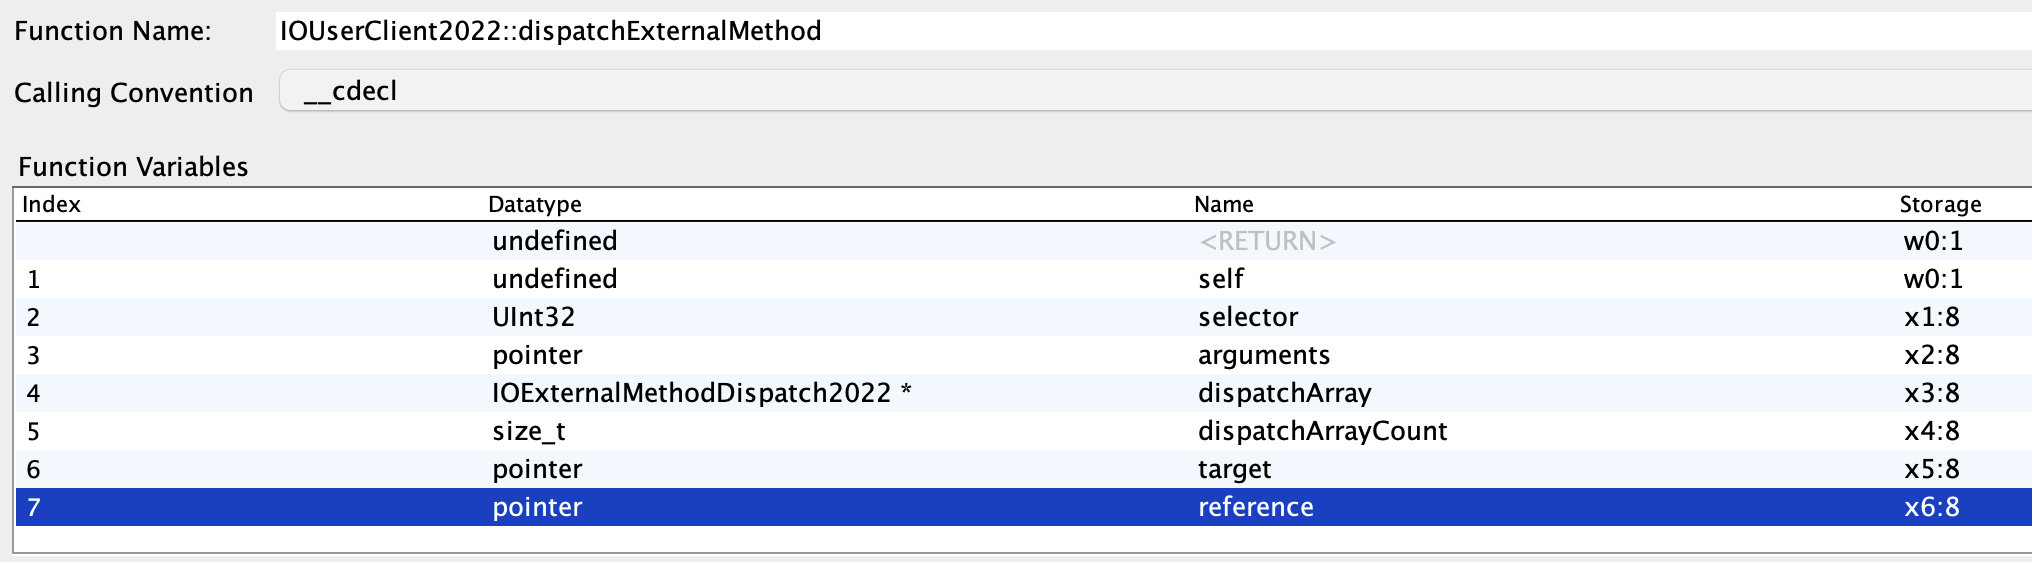 Function Name: IOUserClient2022::dispatchExternalMethod
Calling Convention __cdecl
Function Variables
Index Datatype Name Storage
undefined <RETURN> w0:1
1 undefined self w0:1
2 UInt32 selector x1:8
3 pointer arguments x2:8
4 IOExternalMethodDispatch2022 * dispatchArray x3:8
5 size_t dispatchArrayCount x4:8
6 pointer target x5:8
7 pointer reference x6:8